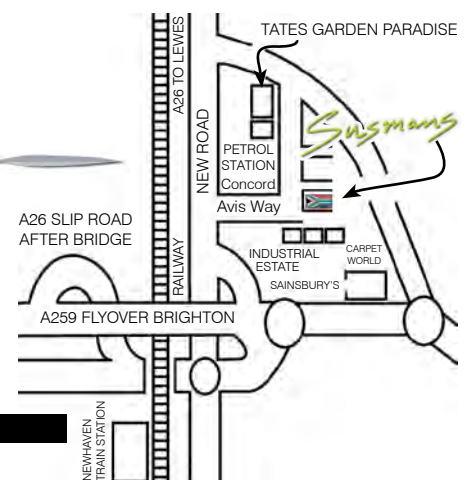 TATES GARDEN PARADISE
A26 TO LEWES
NEW ROAD
Susmans
PETROL
STATION
Concord
Avis Way
A26 SLIP ROAD
AFTER BRIDGE
RAILWAY
INDUSTRIAL
ESTATE
CARPET
WORLD
SAINSBURY'S
A259 FLYOVER BRIGHTON
NEWHAVEN
TRAIN STATION